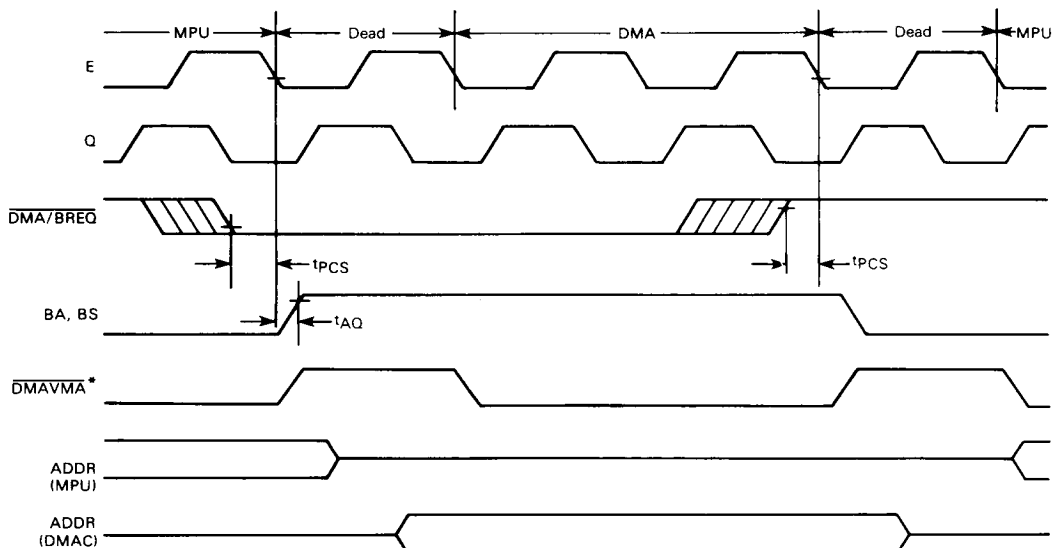 MPU Dead DMA Dead MPU
E
Q
DMA/BREQ
tPCS tPCS
BA, BS
tAQ
DMAVMA*
ADDR
(MPU)
ADDR
(DMAC)